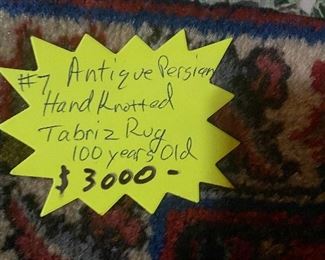 #7 Antique Persian
Hand Knotted
Tabriz Rug
100 years Old
$3000-